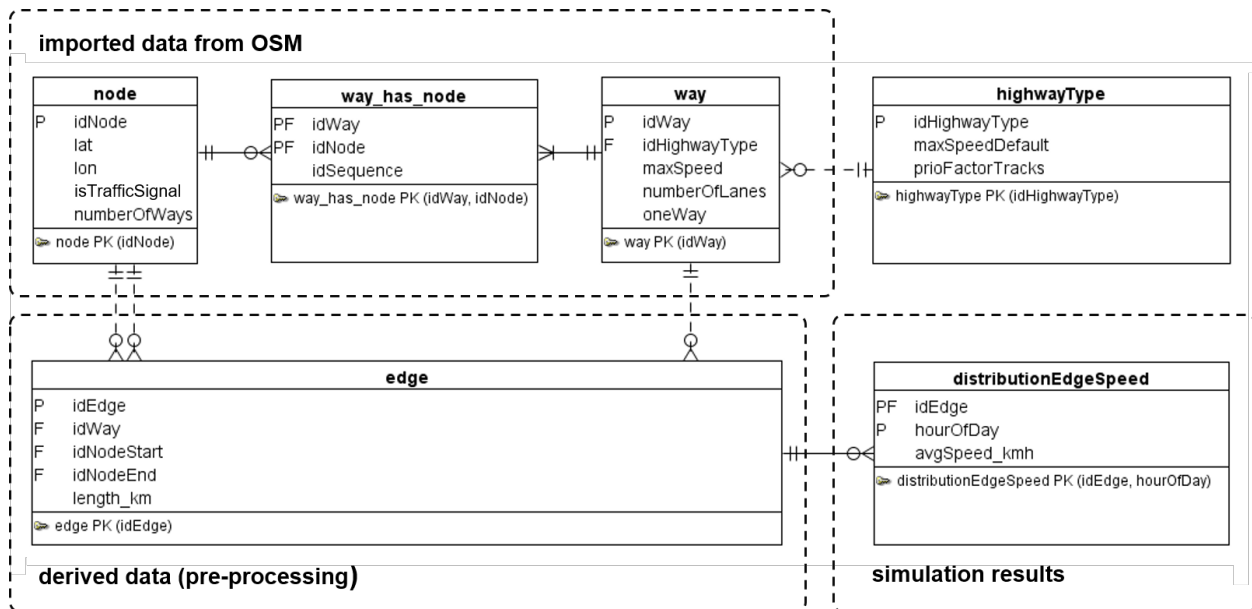 imported data from OSM
node
P idNode
lat
lon
isTrafficSignal
numberOfWays
node PK (idNode)
way_has_node
PF idWay
PF idNode
idSequence
way_has_node PK (idWay, idNode)
way
P idWay
F idHighwayType
maxSpeed
numberOfLanes
oneWay
way PK (idWay)
highwayType
P idHighwayType
maxSpeedDefault
prioFactorTracks
highwayType PK (idHighwayType)
edge
P idEdge
F idWay
F idNodeStart
F idNodeEnd
length_km
edge PK (idEdge)
derived data (pre-processing)
distributionEdgeSpeed
PF idEdge
P hourOfDay
avgSpeed_kmh
distributionEdgeSpeed PK (idEdge, hourOfDay)
simulation results